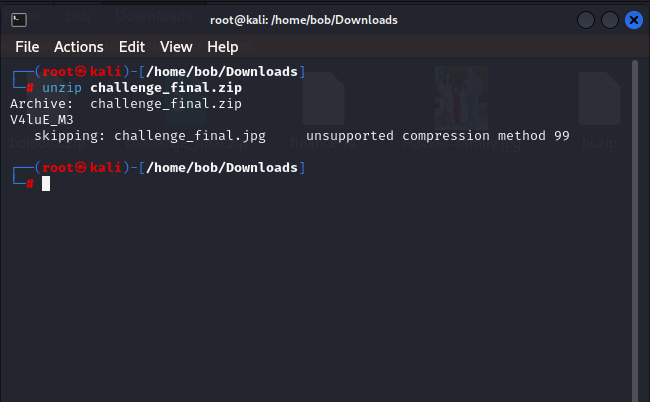 root@kali: /home/bob/Downloads
File Actions Edit View Help
┌──(root㉿kali)-[/home/bob/Downloads]
└─# unzip challenge_final.zip
Archive:  challenge_final.zip
V4luE_M3
   skipping: challenge_final.jpg     unsupported compression method 99
┌──(root㉿kali)-[/home/bob/Downloads]
└─#